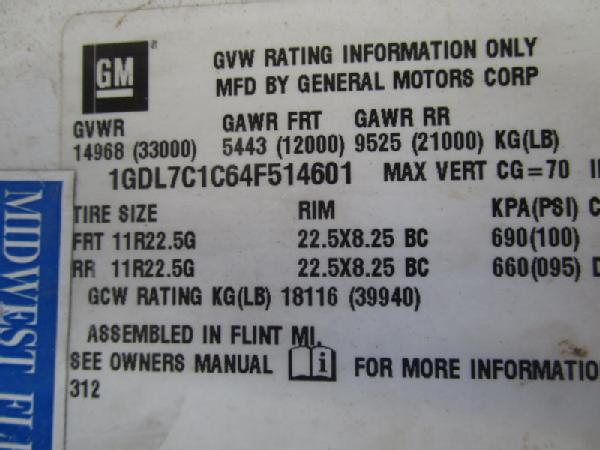 GM
GVW RATING INFORMATION ONLY
MFD BY GENERAL MOTORS CORP
GVWR GAWR FRT GAWR RR
14968 (33000) 5443 (12000) 9525 (21000) KG(LB)
1GDL7C1C64F514601 MAX VERT CG=70
TIRE SIZE RIM KPA(PSI) C
FRT 11R22.5G 22.5X8.25 BC 690(100)
RR 11R22.5G 22.5X8.25 BC 660(095) D
GCW RATING KG(LB) 18116 (39940)
ASSEMBLED IN FLINT MI.
SEE OWNERS MANUAL i FOR MORE INFORMATIO
312
MIDWEST